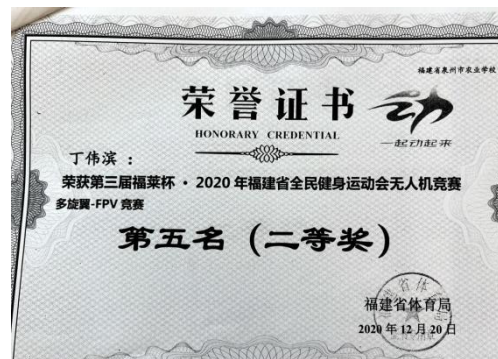 福建省泉州市农业学校
荣誉证书
HONORARY CREDENTIAL
一起动起来
丁伟滨：
荣获第三届福莱杯·2020年福建省全民健身运动会无人机竞赛
多旋翼-FPV 竞赛
第五名（二等奖）
福建省体育局
2020年12月20日